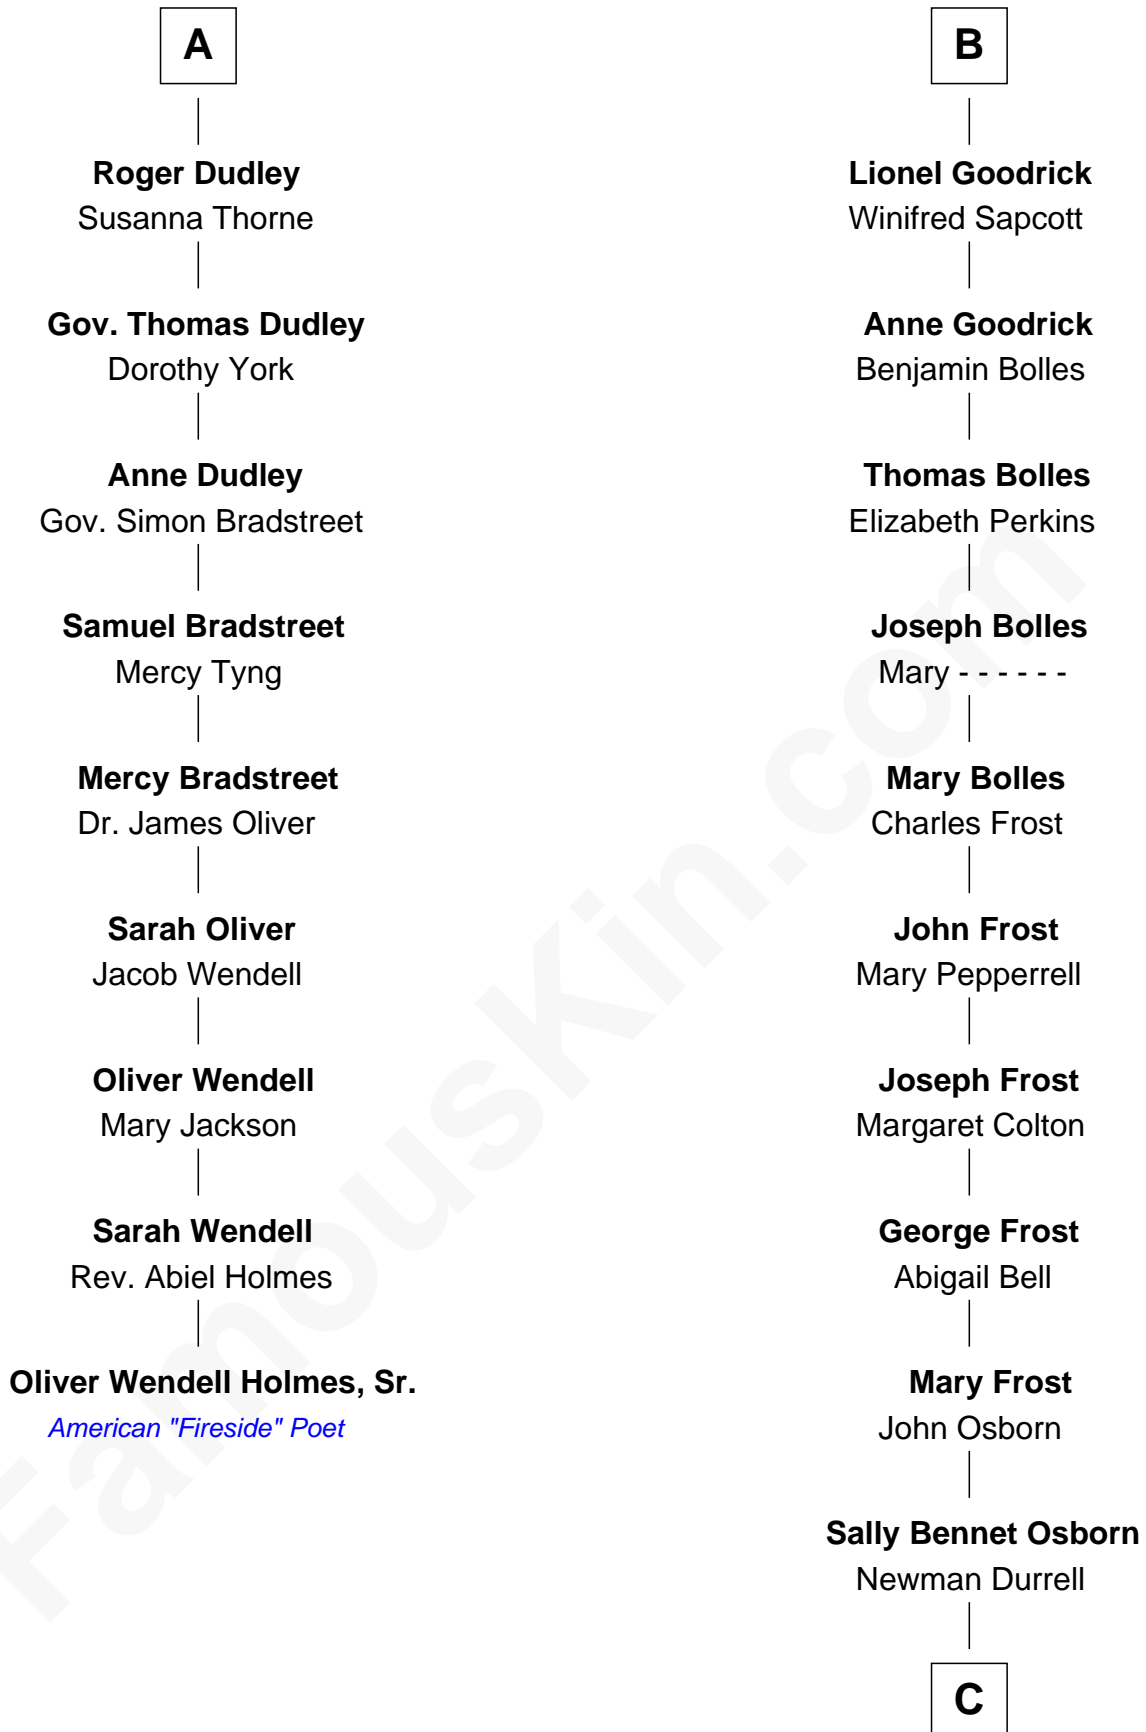 A
Roger Dudley
Susanna Thorne
Gov. Thomas Dudley
Dorothy York
Anne Dudley
Gov. Simon Bradstreet
Samuel Bradstreet
Mercy Tyng
Mercy Bradstreet
Dr. James Oliver
Sarah Oliver
Jacob Wendell
Oliver Wendell
Mary Jackson
Sarah Wendell
Rev. Abiel Holmes
Oliver Wendell Holmes, Sr.
American "Fireside" Poet
B
Lionel Goodrick
Winifred Sapcott
Anne Goodrick
Benjamin Bolles
Thomas Bolles
Elizabeth Perkins
Joseph Bolles
Mary - - - - - -
Mary Bolles
Charles Frost
John Frost
Mary Pepperrell
Joseph Frost
Margaret Colton
George Frost
Abigail Bell
Mary Frost
John Osborn
Sally Bennet Osborn
Newman Durrell
C
FamousKin.com